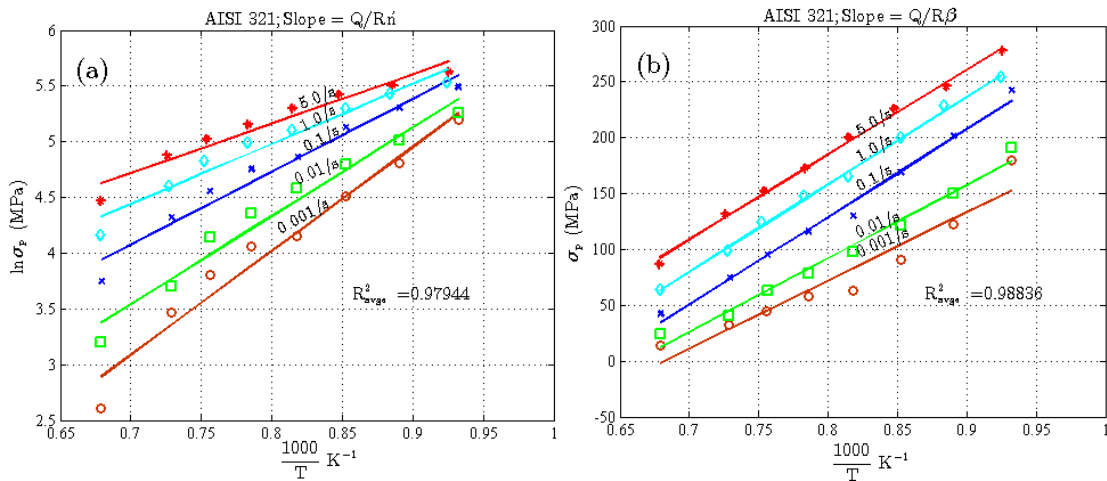 AISI 321; Slope = Q/Rń
6
5.5
5
4.5
4
3.5
3
2.5
0.65
0.7
0.75
0.8
0.85
0.9
0.95
1
lnσp (MPa)
1000/T K⁻¹
(a)
5.0/s
1.0/s
0.1/s
0.01/s
0.001/s
R²avge =0.97944
AISI 321; Slope = Q/Rβ
300
250
200
150
100
50
0
-50
0.65
0.7
0.75
0.8
0.85
0.9
0.95
1
σp (MPa)
1000/T K⁻¹
(b)
5.0/s
1.0/s
0.1/s
0.01/s
0.001/s
R²avge =0.98836